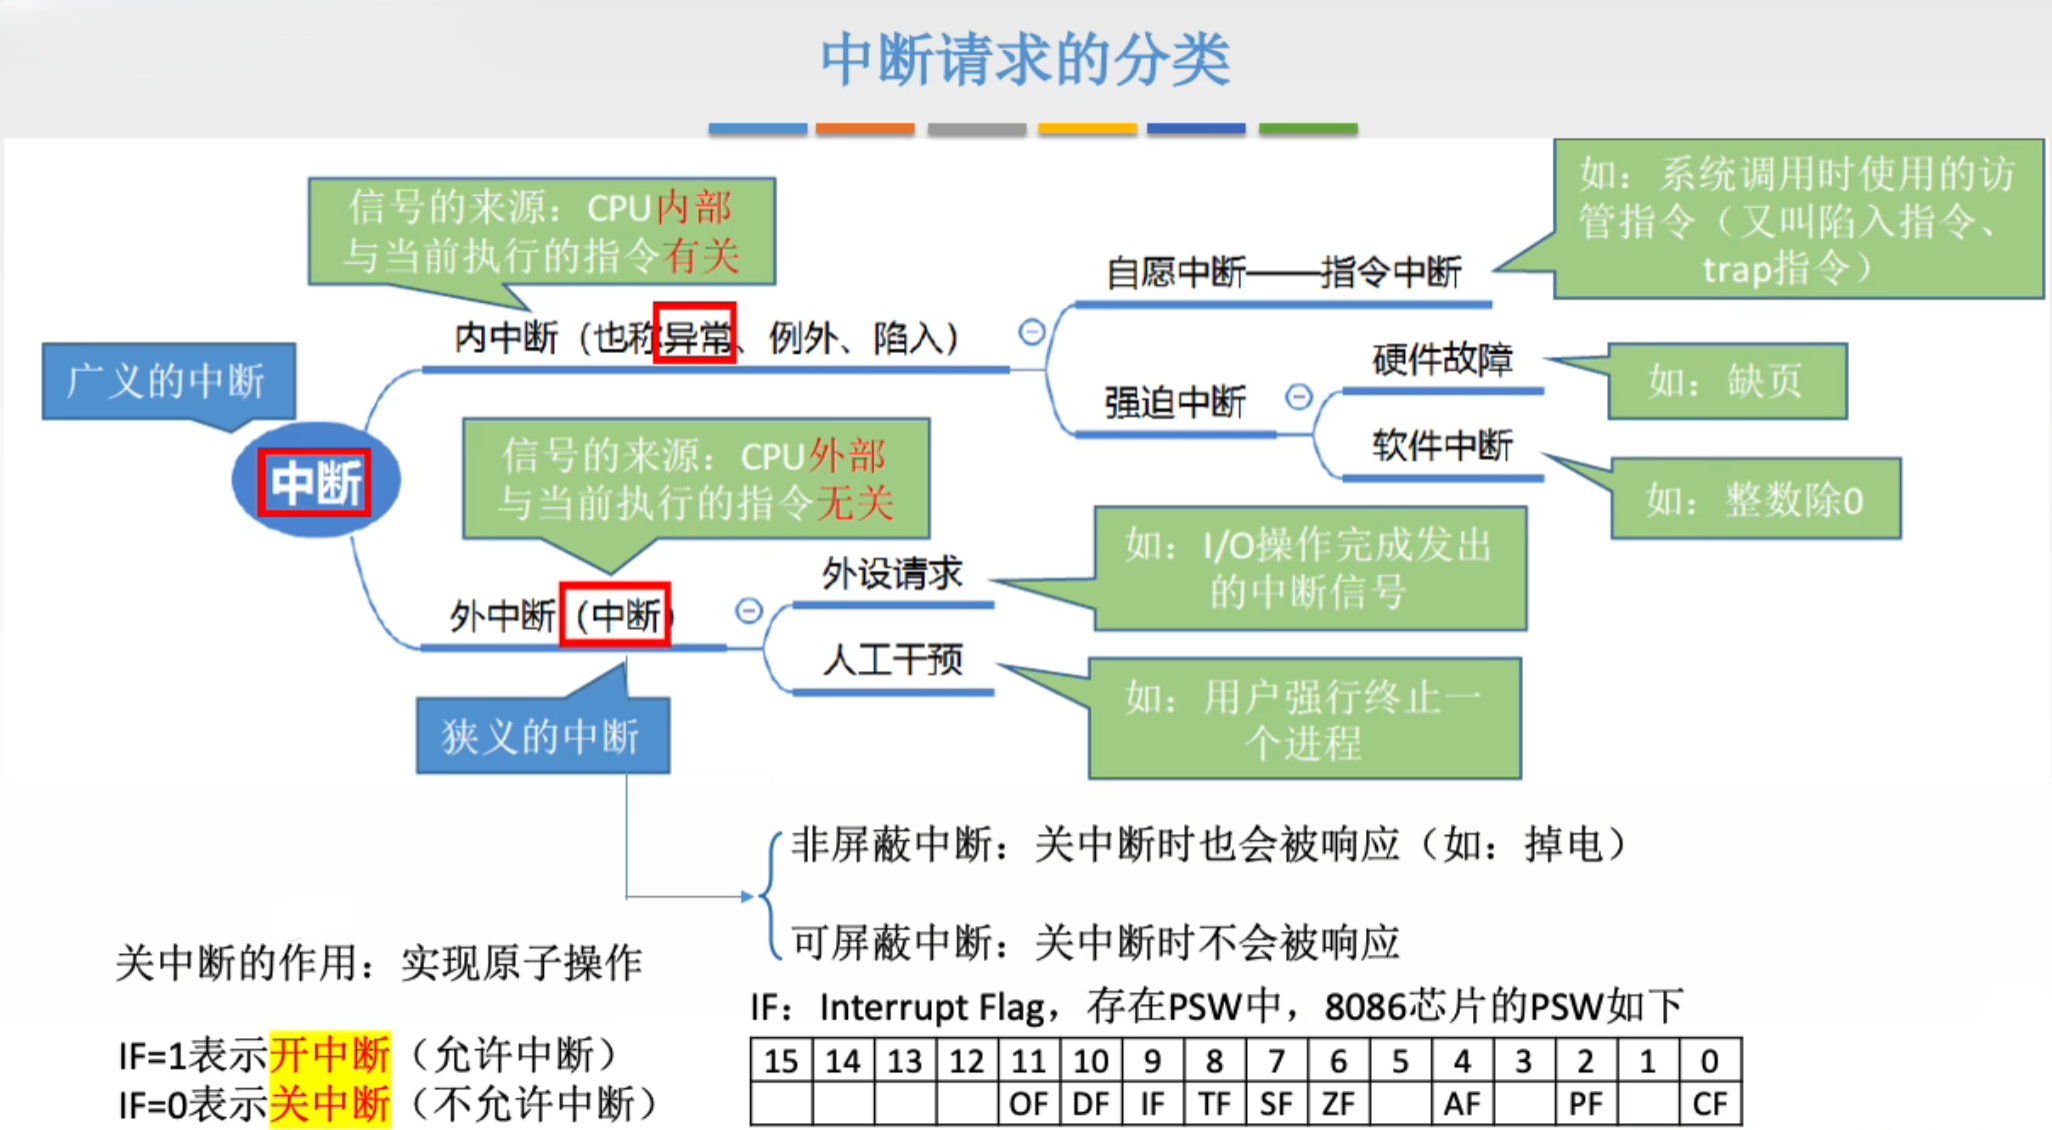 中断请求的分类
信号的来源：CPU内部
与当前执行的指令有关
如：系统调用时使用的访
管指令（又叫陷入指令、
trap指令）
自愿中断——指令中断
内中断（也称异常、例外、陷入）
广义的中断
硬件故障
如：缺页
强迫中断
软件中断
如：整数除0
中断
信号的来源：CPU外部
与当前执行的指令无关
如：I/O操作完成发出
的中断信号
外设请求
外中断（中断）
人工干预
如：用户强行终止一
个进程
狭义的中断
非屏蔽中断：关中断时也会被响应（如：掉电）
可屏蔽中断：关中断时不会被响应
关中断的作用：实现原子操作
IF=1表示开中断（允许中断）
IF=0表示关中断（不允许中断）
IF：Interrupt Flag，存在PSW中，8086芯片的PSW如下
15 14 13 12 11 10 9 8 7 6 5 4 3 2 1 0
OF DF IF TF SF ZF AF PF CF